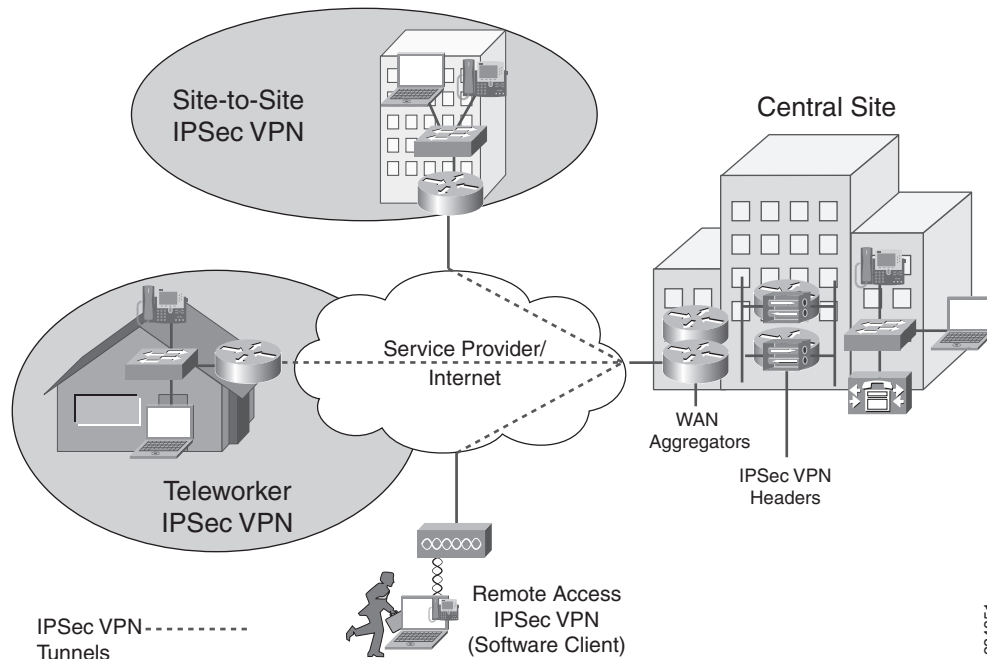 Site-to-Site
IPSec VPN
Central Site
Service Provider/
Internet
WAN
Aggregators
IPSec VPN
Headers
Teleworker
IPSec VPN
Remote Access
IPSec VPN
(Software Client)
IPSec VPN
Tunnels